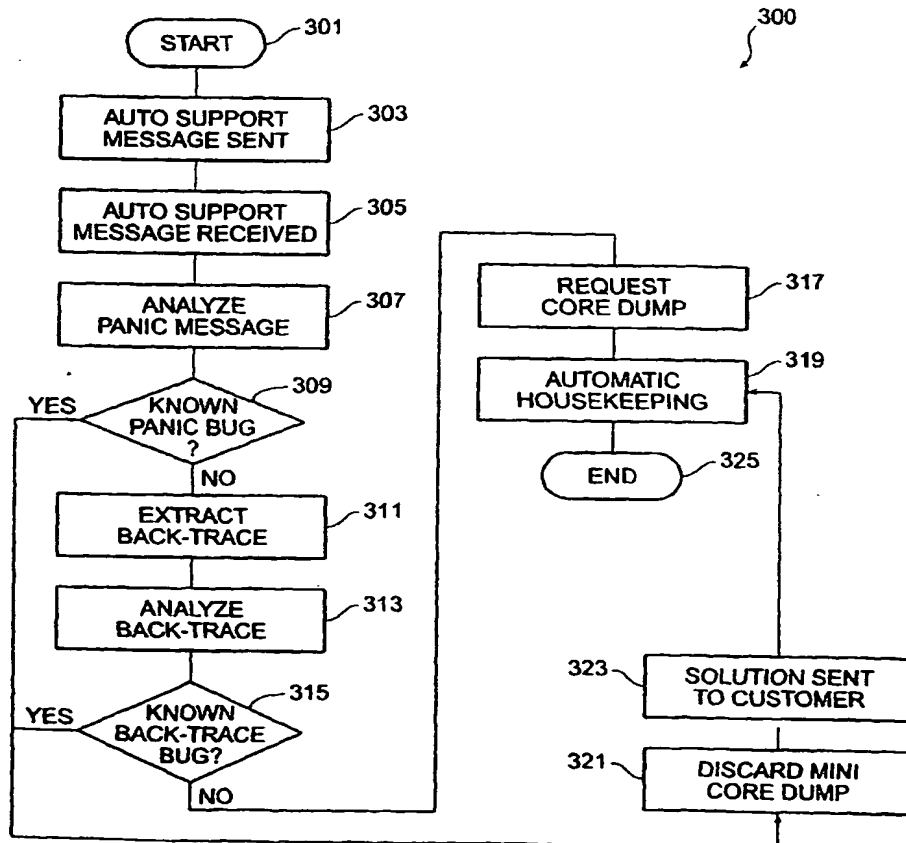 300
START
301
AUTO SUPPORT
MESSAGE SENT
303
AUTO SUPPORT
MESSAGE RECEIVED
305
ANALYZE
PANIC MESSAGE
307
309
YES
KNOWN
PANIC BUG
?
NO
EXTRACT
BACK-TRACE
311
ANALYZE
BACK-TRACE
313
315
YES
KNOWN
BACK-TRACE
BUG?
NO
REQUEST
CORE DUMP
317
AUTOMATIC
HOUSEKEEPING
319
END
325
323
SOLUTION SENT
TO CUSTOMER
321
DISCARD MINI
CORE DUMP